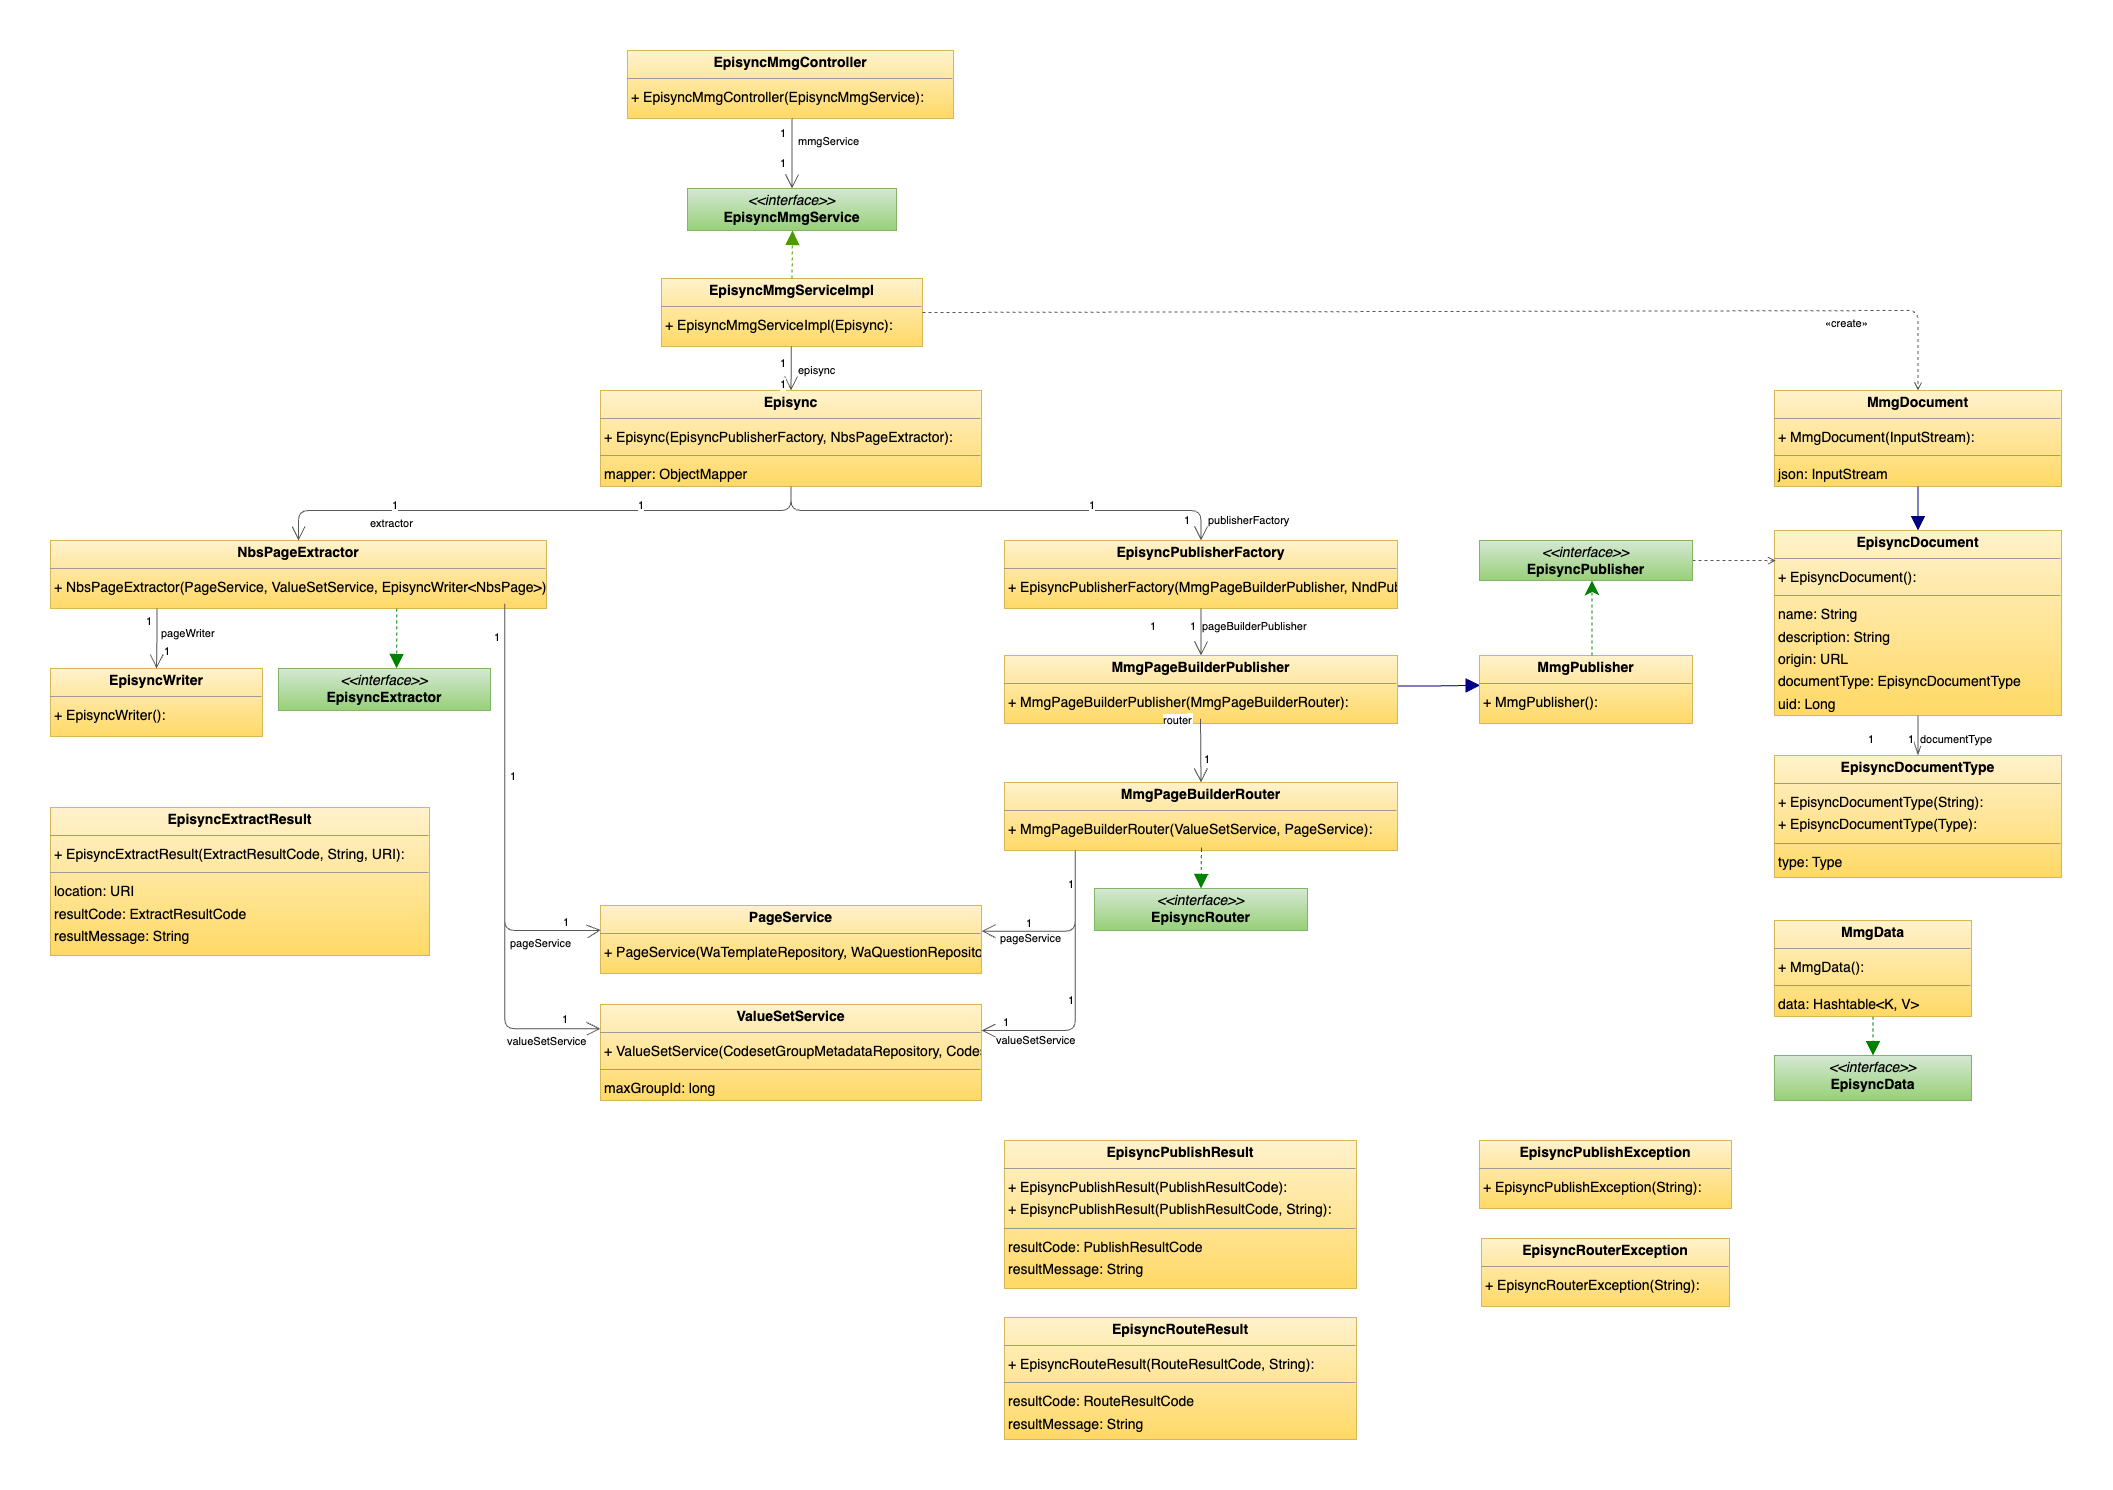 EpisyncMmgController
+ EpisyncMmgController(EpisyncMmgService):
1
mmgService
1
<<interface>>
EpisyncMmgService
EpisyncMmgServiceImpl
+ EpisyncMmgServiceImpl(Episync):
«create»
1
episync
1
Episync
+ Episync(EpisyncPublisherFactory, NbsPageExtractor):
mapper: ObjectMapper
MmgDocument
+ MmgDocument(InputStream):
json: InputStream
1
1
1
extractor
1
publisherFactory
NbsPageExtractor
+ NbsPageExtractor(PageService, ValueSetService, EpisyncWriter<NbsPage>)
EpisyncPublisherFactory
+ EpisyncPublisherFactory(MmgPageBuilderPublisher, NndPub
<<interface>>
EpisyncPublisher
EpisyncDocument
+ EpisyncDocument():
name: String
description: String
origin: URL
documentType: EpisyncDocumentType
uid: Long
1
pageWriter
1
1
1
1
pageBuilderPublisher
EpisyncWriter
+ EpisyncWriter():
<<interface>>
EpisyncExtractor
MmgPageBuilderPublisher
+ MmgPageBuilderPublisher(MmgPageBuilderRouter):
router
MmgPublisher
+ MmgPublisher():
1
1
1
1
documentType
1
MmgPageBuilderRouter
+ MmgPageBuilderRouter(ValueSetService, PageService):
EpisyncDocumentType
+ EpisyncDocumentType(String):
+ EpisyncDocumentType(Type):
type: Type
EpisyncExtractResult
+ EpisyncExtractResult(ExtractResultCode, String, URI):
location: URI
resultCode: ExtractResultCode
resultMessage: String
<<interface>>
EpisyncRouter
1
pageService
PageService
+ PageService(WaTemplateRepository, WaQuestionReposito
1
pageService
MmgData
+ MmgData():
data: Hashtable<K, V>
1
1
valueSetService
ValueSetService
+ ValueSetService(CodesetGroupMetadataRepository, Codes
maxGroupId: long
1
valueSetService
<<interface>>
EpisyncData
EpisyncPublishResult
+ EpisyncPublishResult(PublishResultCode):
+ EpisyncPublishResult(PublishResultCode, String):
resultCode: PublishResultCode
resultMessage: String
EpisyncPublishException
+ EpisyncPublishException(String):
EpisyncRouterException
+ EpisyncRouterException(String):
EpisyncRouteResult
+ EpisyncRouteResult(RouteResultCode, String):
resultCode: RouteResultCode
resultMessage: String